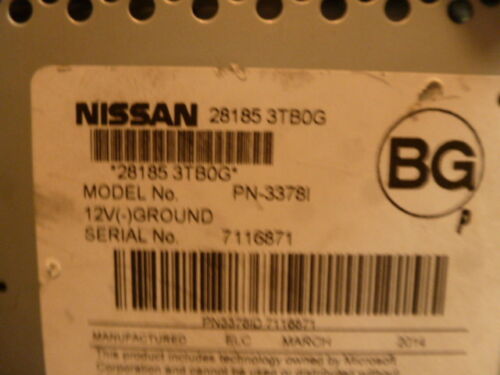 NISSAN 28185 3TB0G
*28185 3TB0G*
BG
P
MODEL No. PN-3378I
12V(-)GROUND
SERIAL No. 7116871
PN3378ID 7116871
MANUFACTURED ELC MARCH 2014
This product includes technology owned by Microsoft
Corporation and cannot be used or distributed without